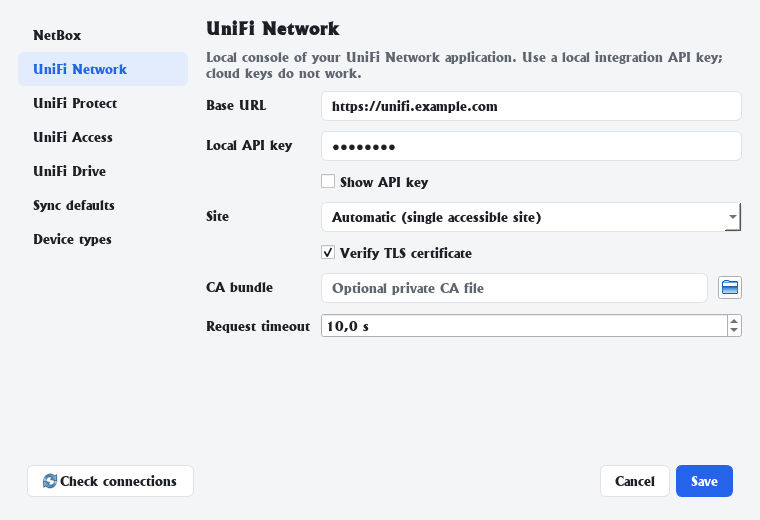 NetBox
UniFi Network
UniFi Protect
UniFi Access
UniFi Drive
Sync defaults
Device types
UniFi Network
Local console of your UniFi Network application. Use a local integration API key;
cloud keys do not work.
Base URL
https://unifi.example.com
Local API key
●●●●●●●●
Show API key
Site
Automatic (single accessible site)
Verify TLS certificate
CA bundle
Optional private CA file
Request timeout
10,0 s
Check connections
Cancel
Save